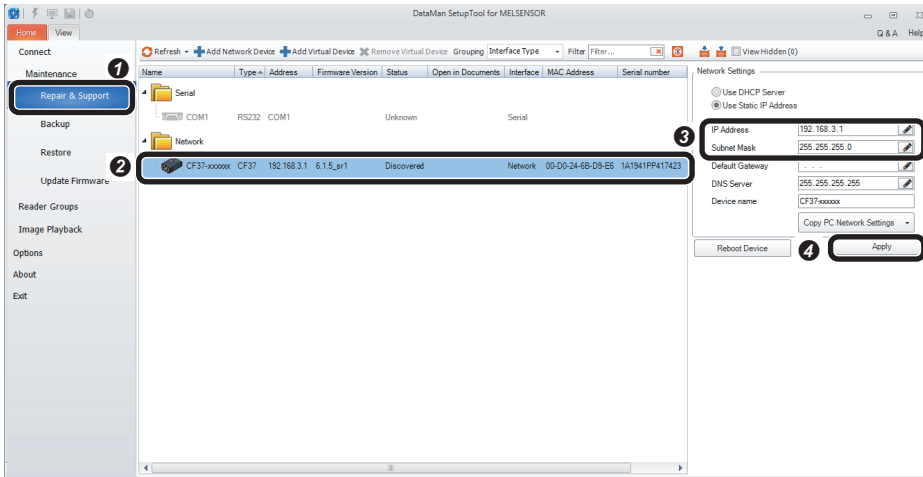 DataMan SetupTool for MELSENSOR
Home View Q & A Help
Connect
Maintenance
1
Repair & Support
Backup
Restore
Update Firmware
Reader Groups
Image Playback
Options
About
Exit
Refresh Add Network Device Add Virtual Device Remove Virtual Device Grouping Interface Type Filter Filter... View Hidden (0)
Name Type Address Firmware Version Status Open in Documents Interface MAC Address Serial number
Serial
COM1 RS232 COM1 Unknown Serial
Network
2
CF37-xxxxxx CF37 192.168.3.1 6.1.5_sr1 Discovered Network 00-D0-24-6B-D9-E6 1A1941PP417423
Network Settings
Use DHCP Server
Use Static IP Address
3
IP Address 192.168.3.1
Subnet Mask 255.255.255.0
Default Gateway . . .
DNS Server 255.255.255.255
Device name CF37-xxxxxx
Copy PC Network Settings
Reboot Device 4 Apply